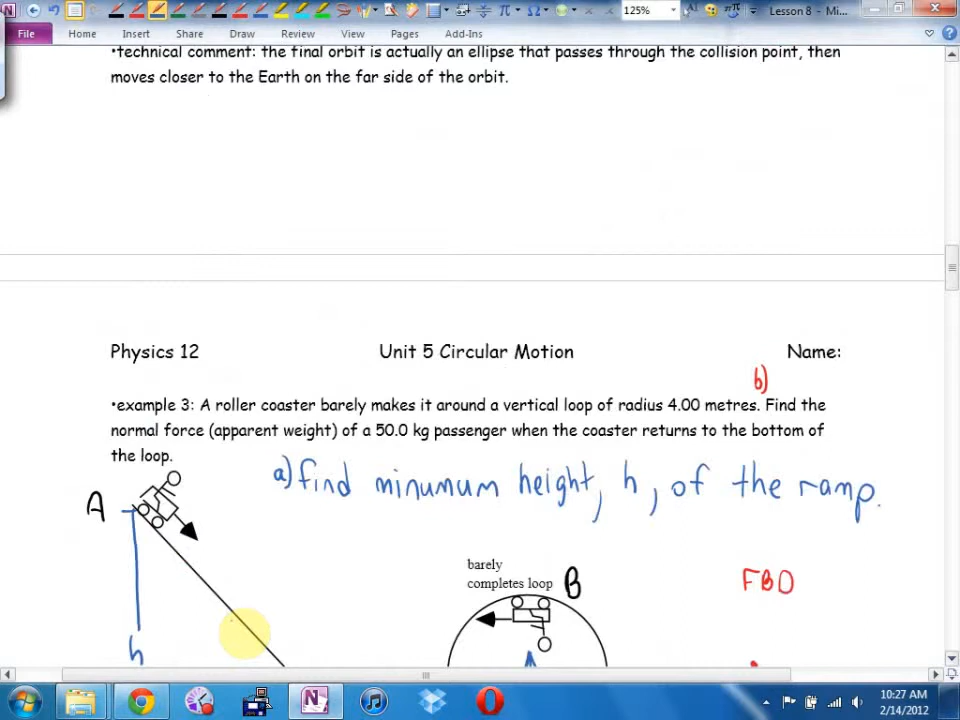 125%
Lesson 8 - Mi...
File Home Insert Share Draw Review View Pages Add-Ins
•technical comment: the final orbit is actually an ellipse that passes through the collision point, then
moves closer to the Earth on the far side of the orbit.
Physics 12 Unit 5 Circular Motion Name:
b)
•example 3: A roller coaster barely makes it around a vertical loop of radius 4.00 metres. Find the
normal force (apparent weight) of a 50.0 kg passenger when the coaster returns to the bottom of
the loop.
a) find minumum height, h, of the ramp.
A
barely
completes loop B
FBD
h
10:27 AM
2/14/2012